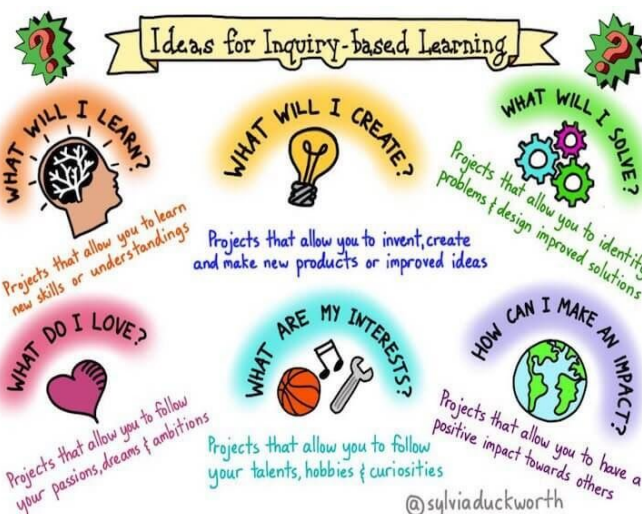 Ideas for Inquiry-based Learning
WHAT WILL I LEARN?
Projects that allow you to learn
new skills or understandings
WHAT WILL I CREATE?
Projects that allow you to invent, create
and make new products or improved ideas
WHAT WILL I SOLVE?
Projects that allow you to identify
problems & design improved solutions
WHAT DO I LOVE?
Projects that allow you to follow
your passions, dreams & ambitions
WHAT ARE MY INTERESTS?
Projects that allow you to follow
your talents, hobbies & curiosities
HOW CAN I MAKE AN IMPACT?
Projects that allow you to have a
positive impact towards others
@sylviaduckworth